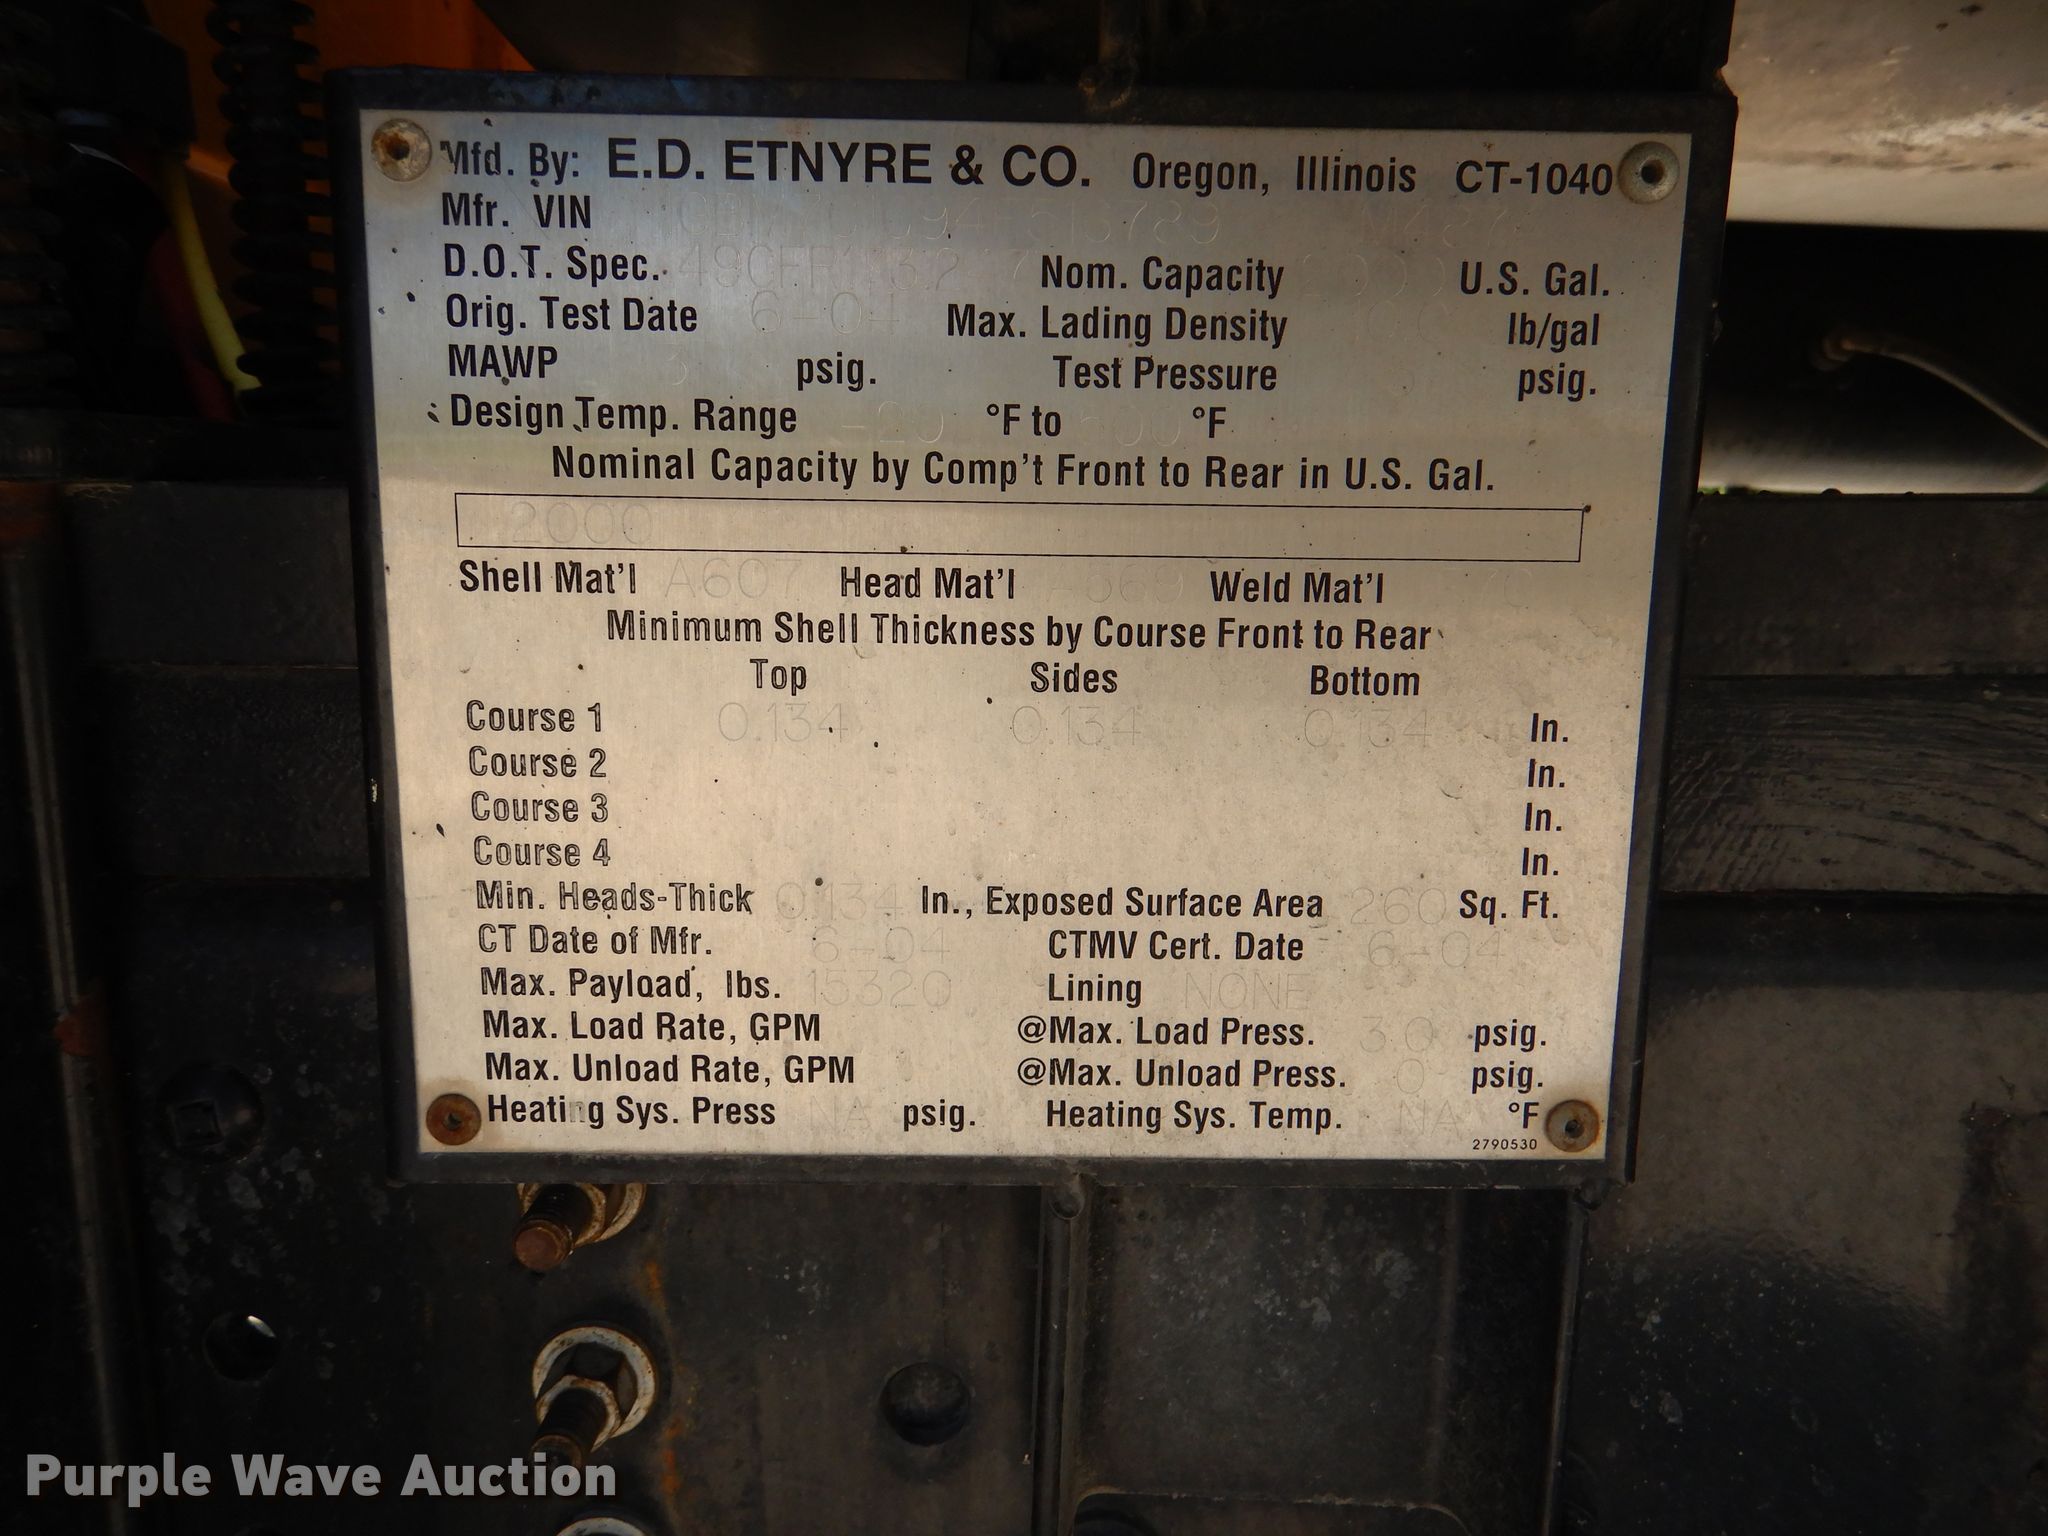 Mfd. By: E.D. ETNYRE & CO. Oregon, Illinois CT-1040
Mfr. VIN
D.O.T. Spec. Nom. Capacity U.S. Gal.
Orig. Test Date 6-04 Max. Lading Density lb/gal
MAWP psig. Test Pressure psig.
Design Temp. Range -20 °F to °F
Nominal Capacity by Comp't Front to Rear in U.S. Gal.
2000
Shell Mat'l A607 Head Mat'l Weld Mat'l
Minimum Shell Thickness by Course Front to Rear
Top Sides Bottom
Course 1 0.134 0.134 0.134 In.
Course 2 In.
Course 3 In.
Course 4 In.
Min. Heads-Thick 0.134 In., Exposed Surface Area 260 Sq. Ft.
CT Date of Mfr. 6-04 CTMV Cert. Date 6-04
Max. Payload, lbs. 15320 Lining NONE
Max. Load Rate, GPM @Max. Load Press. psig.
Max. Unload Rate, GPM @Max. Unload Press. psig.
Heating Sys. Press NA psig. Heating Sys. Temp. NA °F
2790530
Purple Wave Auction